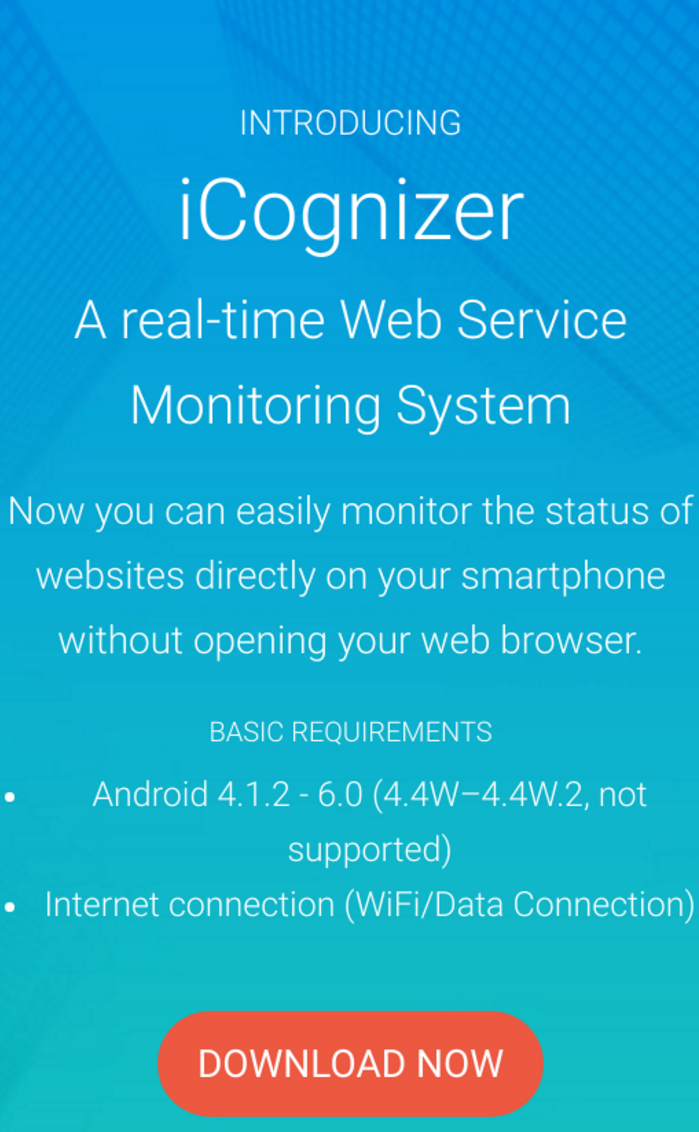 INTRODUCING
iCognizer
A real-time Web Service
Monitoring System
Now you can easily monitor the status of
websites directly on your smartphone
without opening your web browser.
BASIC REQUIREMENTS
• Android 4.1.2 - 6.0 (4.4W–4.4W.2, not
supported)
• Internet connection (WiFi/Data Connection)
DOWNLOAD NOW